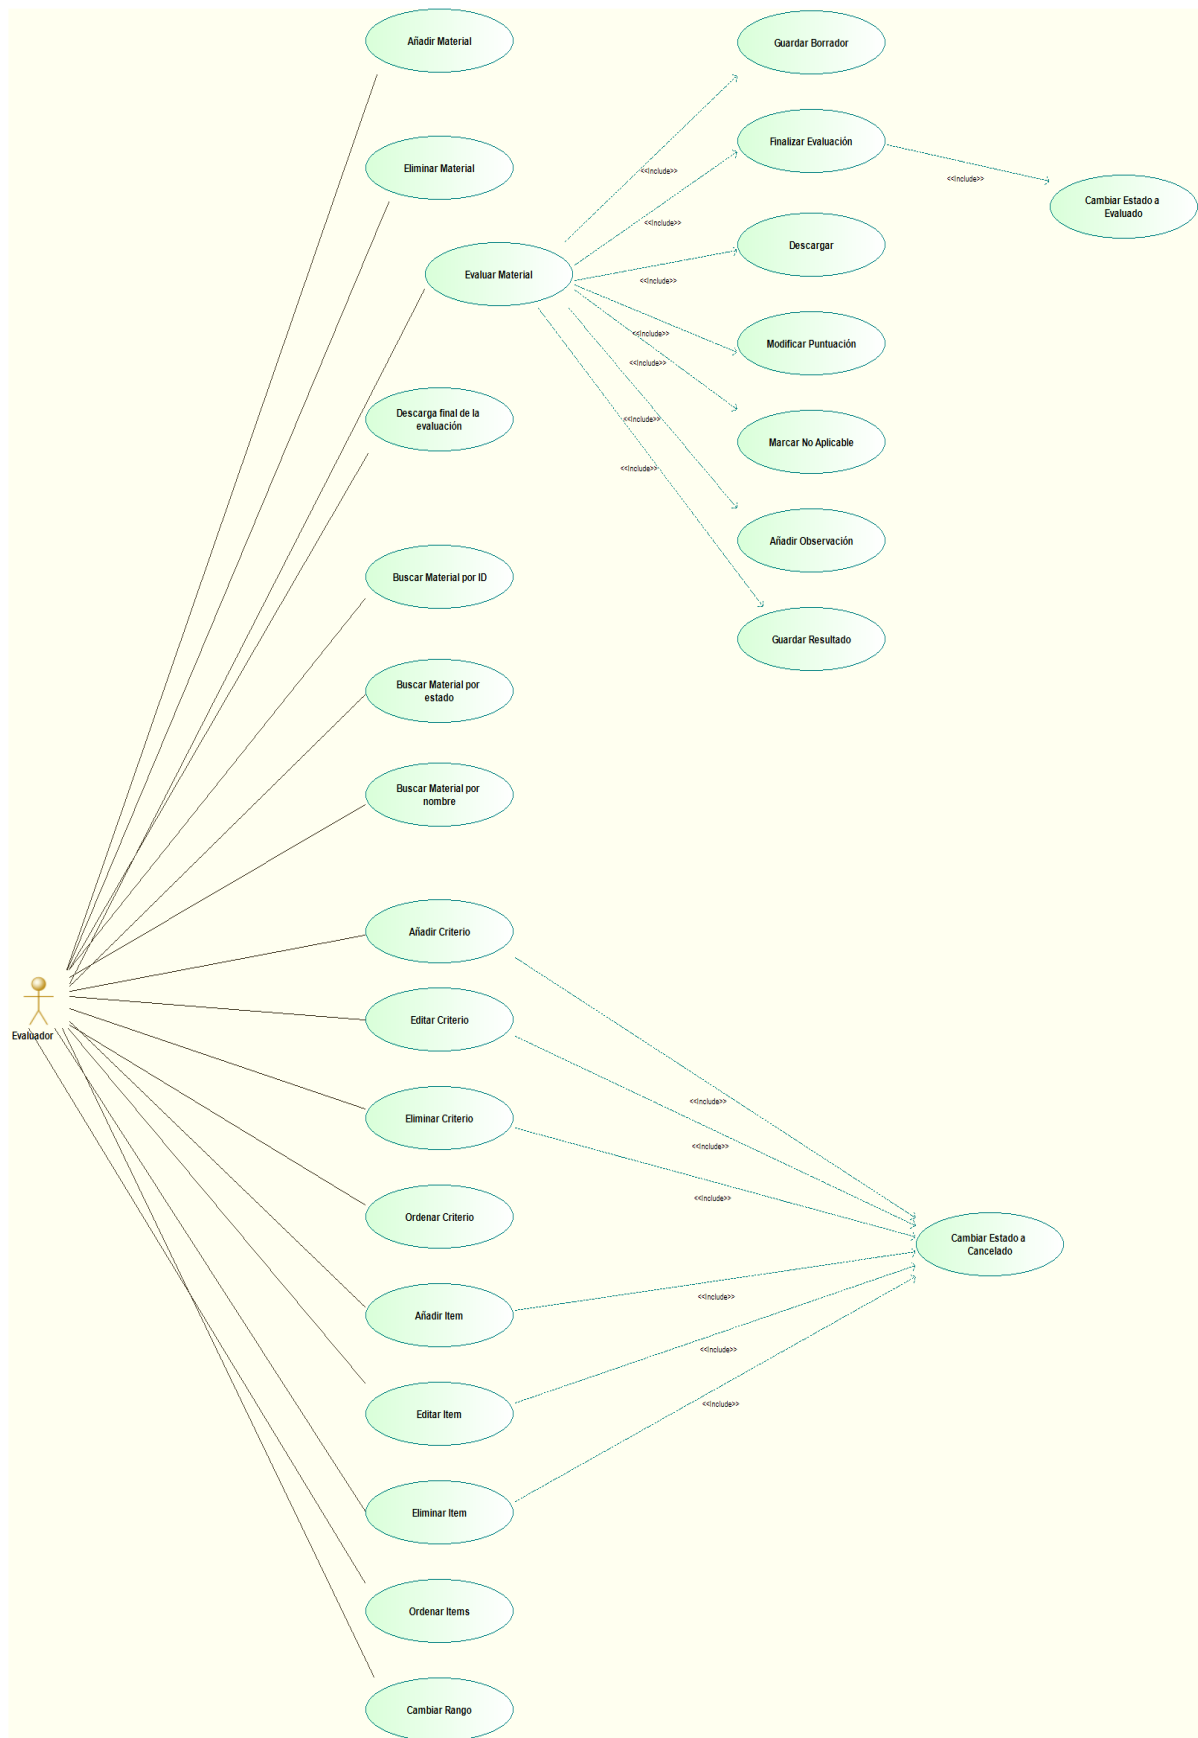 Añadir Material
Guardar Borrador
Finalizar Evaluación
Eliminar Material
<<Include>>
<<Include>>
Cambiar Estado a
Evaluado
<<Include>>
Descargar
Evaluar Material
<<Include>>
<<Include>>
Modificar Puntuación
<<Include>>
Descarga final de la
evaluación
<<Include>>
Marcar No Aplicable
<<Include>>
Añadir Observación
Buscar Material por ID
Guardar Resultado
Buscar Material por
estado
Buscar Material por
nombre
Añadir Criterio
Editar Criterio
Evaluador
<<Include>>
Eliminar Criterio
<<Include>>
<<Include>>
Ordenar Criterio
Cambiar Estado a
Cancelado
<<Include>>
Añadir Item
<<Include>>
<<Include>>
Editar Item
Eliminar Item
Ordenar Items
Cambiar Rango